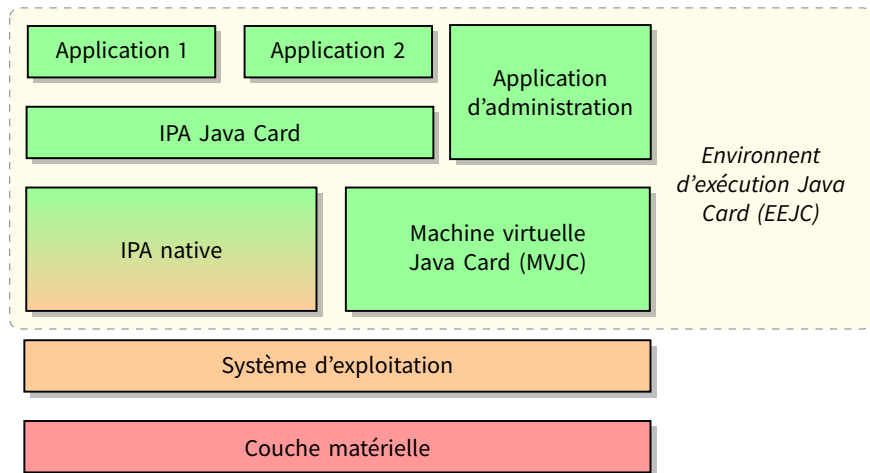 Application 1
Application 2
Application
d'administration
IPA Java Card
Environnent
d'exécution Java
Card (EEJC)
IPA native
Machine virtuelle
Java Card (MVJC)
Système d'exploitation
Couche matérielle